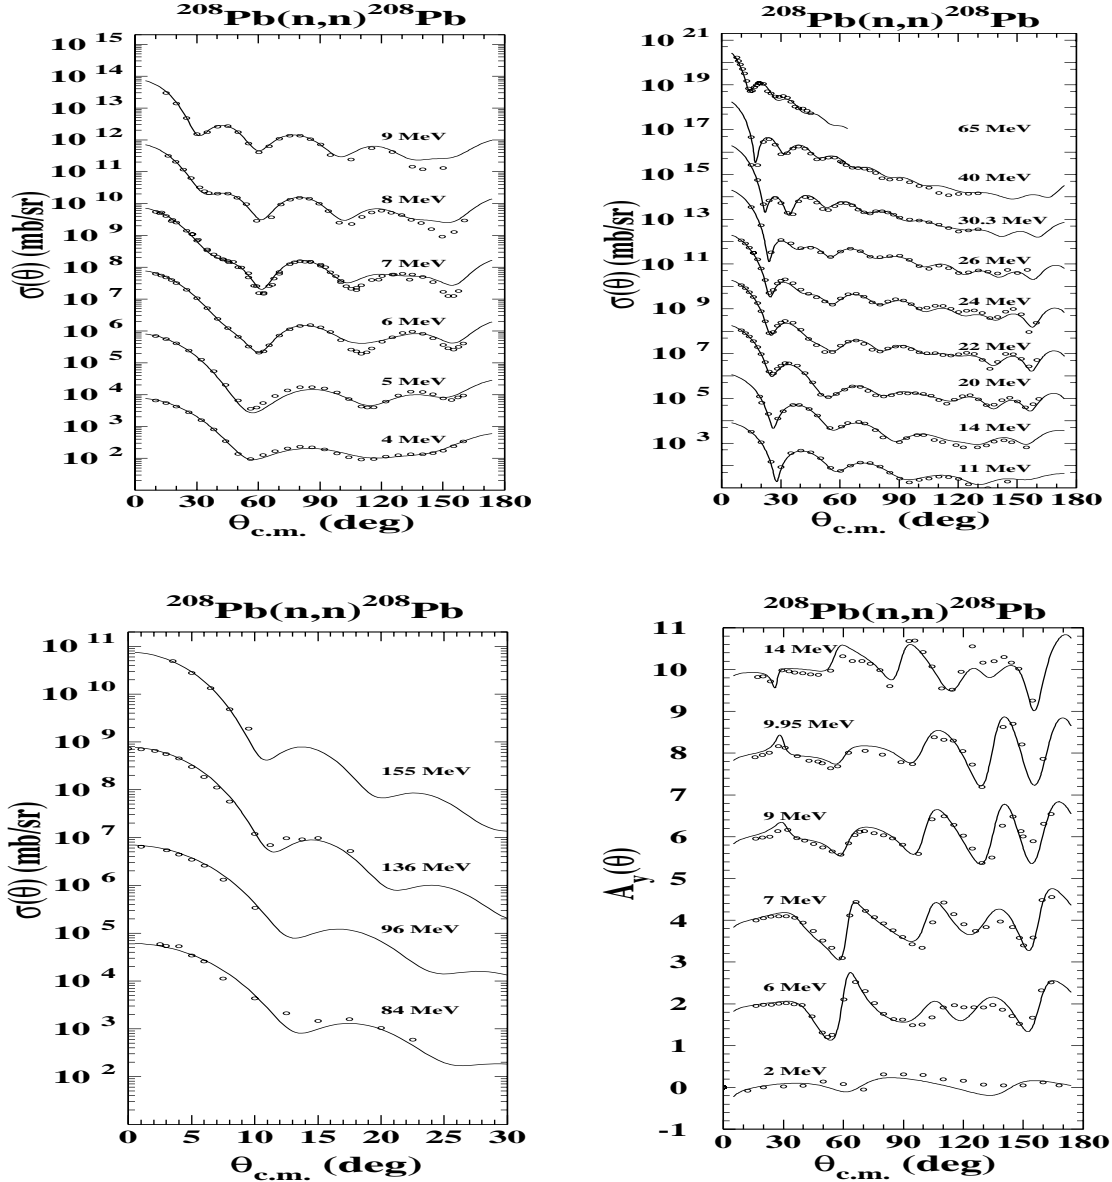 208Pb(n,n)208Pb
σ(θ) (mb/sr)
10 15
10 14
10 13
10 12
10 11
10 10
10 9
10 8
10 7
10 6
10 5
10 4
10 3
10 2
9 MeV
8 MeV
7 MeV
6 MeV
5 MeV
4 MeV
0 30 60 90 120 150 180
Θc.m. (deg)
208Pb(n,n)208Pb
σ(θ) (mb/sr)
10 21
10 19
10 17
10 15
10 13
10 11
10 9
10 7
10 5
10 3
65 MeV
40 MeV
30.3 MeV
26 MeV
24 MeV
22 MeV
20 MeV
14 MeV
11 MeV
0 30 60 90 120 150 180
Θc.m. (deg)
208Pb(n,n)208Pb
σ(θ) (mb/sr)
10 11
10 10
10 9
10 8
10 7
10 6
10 5
10 4
10 3
10 2
155 MeV
136 MeV
96 MeV
84 MeV
0 5 10 15 20 25 30
Θc.m. (deg)
208Pb(n,n)208Pb
Ay(θ)
11
10
9
8
7
6
5
4
3
2
1
0
-1
14 MeV
9.95 MeV
9 MeV
7 MeV
6 MeV
2 MeV
0 30 60 90 120 150 180
Θc.m. (deg)